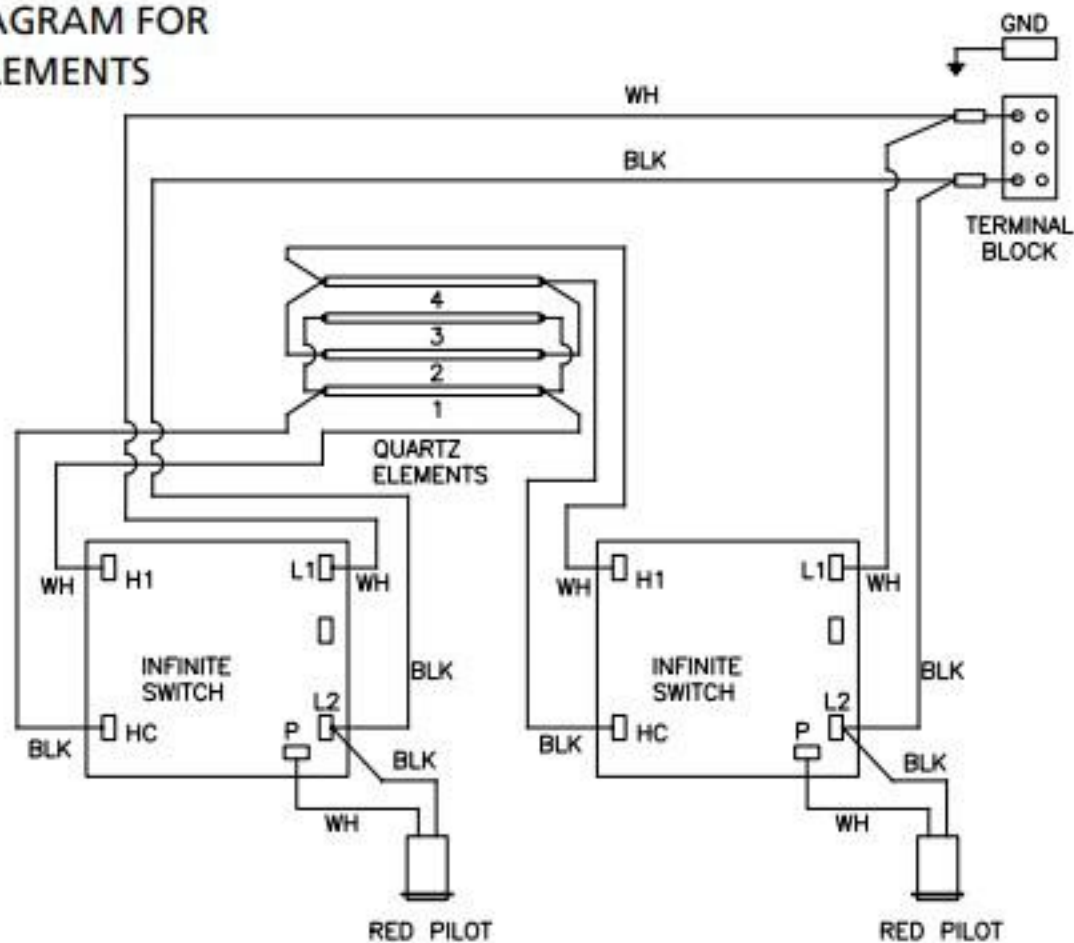 AGRAM FOR
LEMENTS
GND
WH
BLK
TERMINAL
BLOCK
4
3
2
1
QUARTZ
ELEMENTS
WH
H1
L1
WH
WH
H1
L1
WH
INFINITE
SWITCH
BLK
INFINITE
SWITCH
BLK
L2
L2
BLK
HC
P
BLK
BLK
HC
P
BLK
WH
WH
RED PILOT
RED PILOT